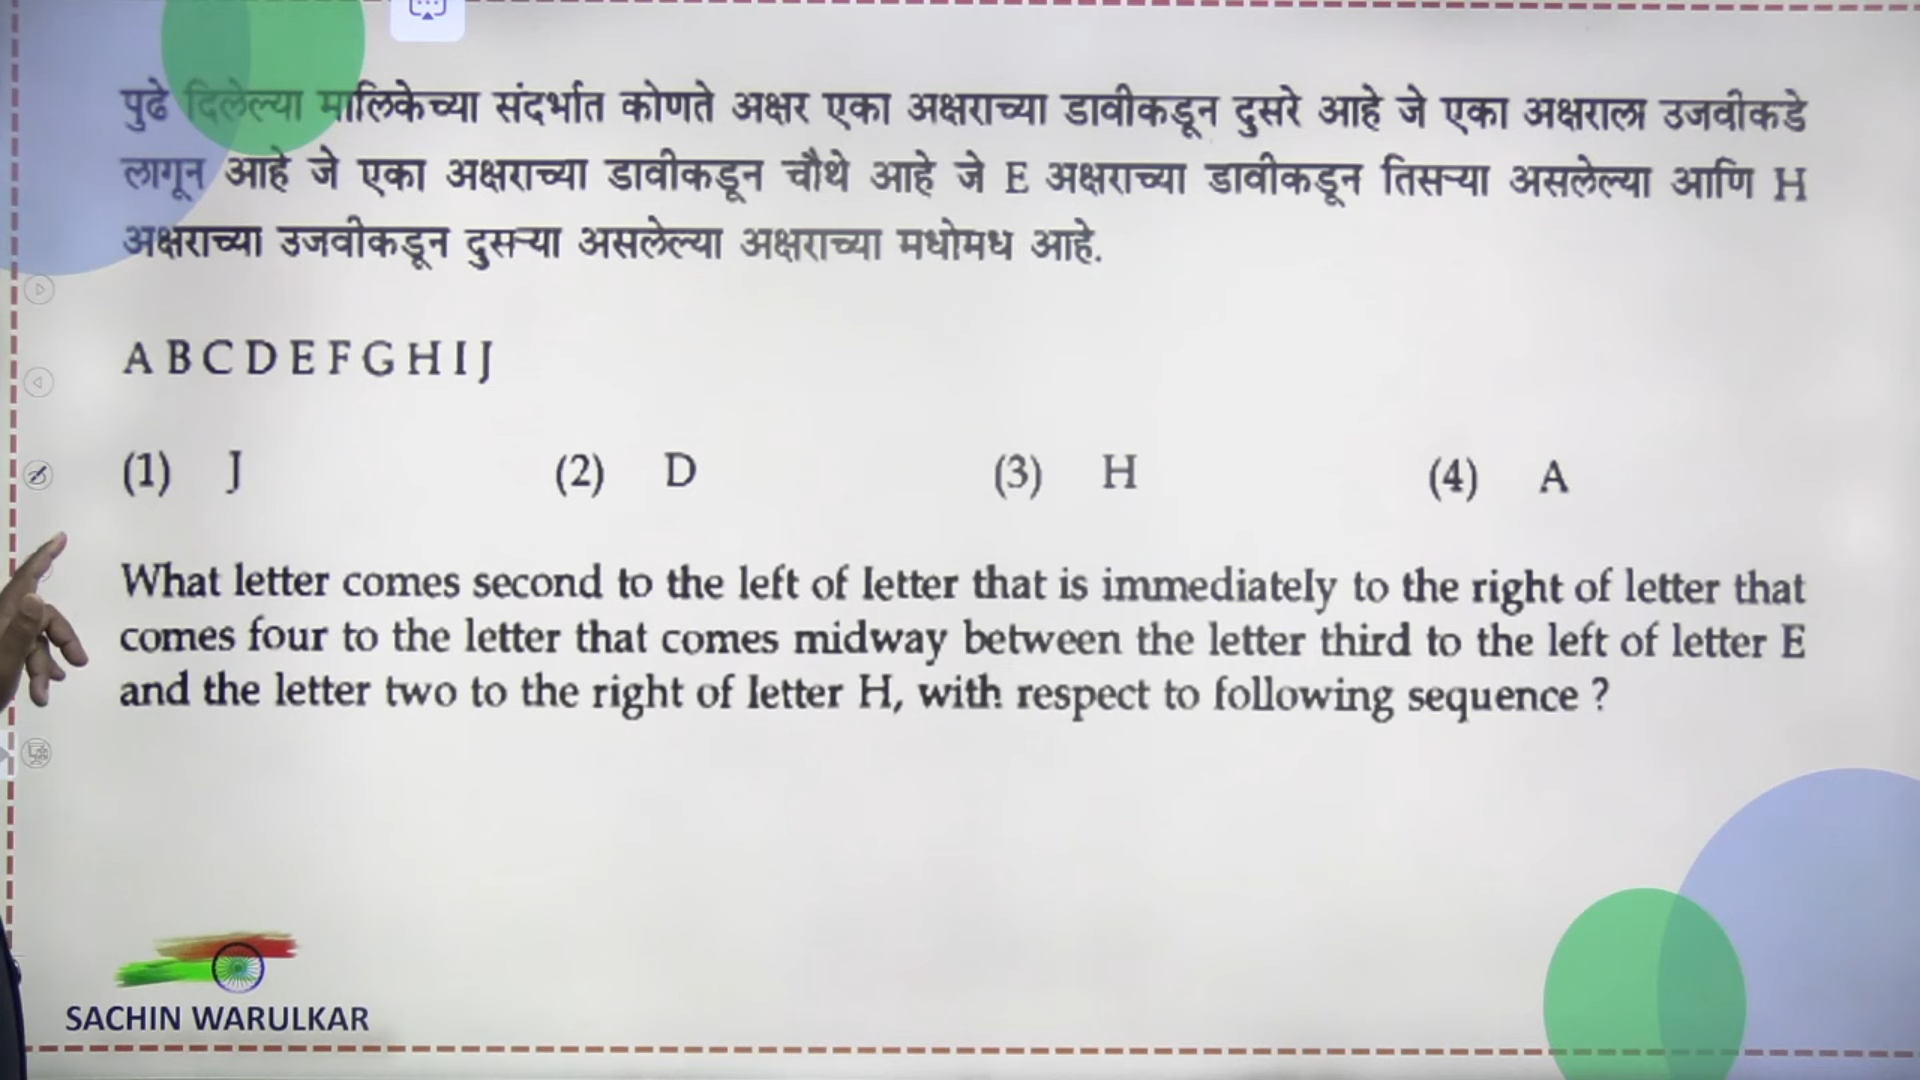 पुढे दिलेल्या मालिकेच्या संदर्भात कोणते अक्षर एका अक्षराच्या डावीकडून दुसरे आहे जे एका अक्षराला उजवीकडे
लागून आहे जे एका अक्षराच्या डावीकडून चौथे आहे जे E अक्षराच्या डावीकडून तिसऱ्या असलेल्या आणि H
अक्षराच्या उजवीकडून दुसऱ्या असलेल्या अक्षराच्या मधोमध आहे.
A B C D E F G H I J
(1) J (2) D (3) H (4) A
What letter comes second to the left of letter that is immediately to the right of letter that
comes four to the letter that comes midway between the letter third to the left of letter E
and the letter two to the right of letter H, with respect to following sequence ?
SACHIN WARULKAR